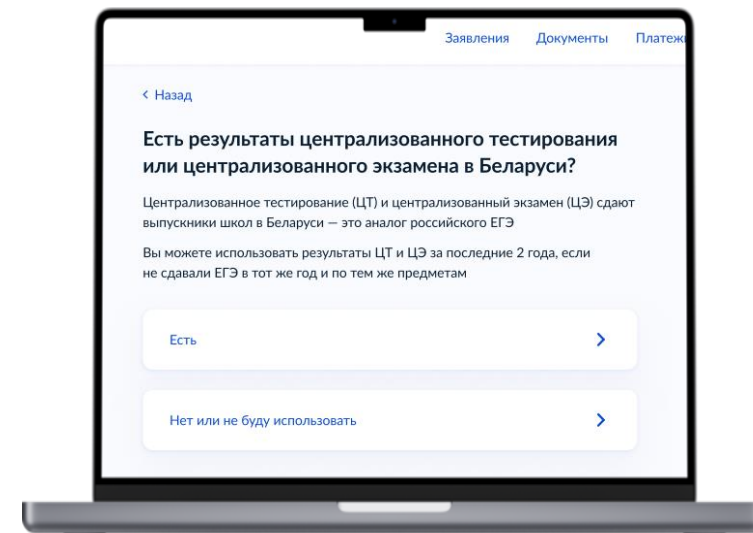 Заявления Документы Платежи
Назад
Есть результаты централизованного тестирования
или централизованного экзамена в Беларуси?
Централизованное тестирование (ЦТ) и централизованный экзамен (ЦЭ) сдают
выпускники школ в Беларуси — это аналог российского ЕГЭ
Вы можете использовать результаты ЦТ и ЦЭ за последние 2 года, если
не сдавали ЕГЭ в тот же год и по тем же предметам
Есть
Нет или не буду использовать